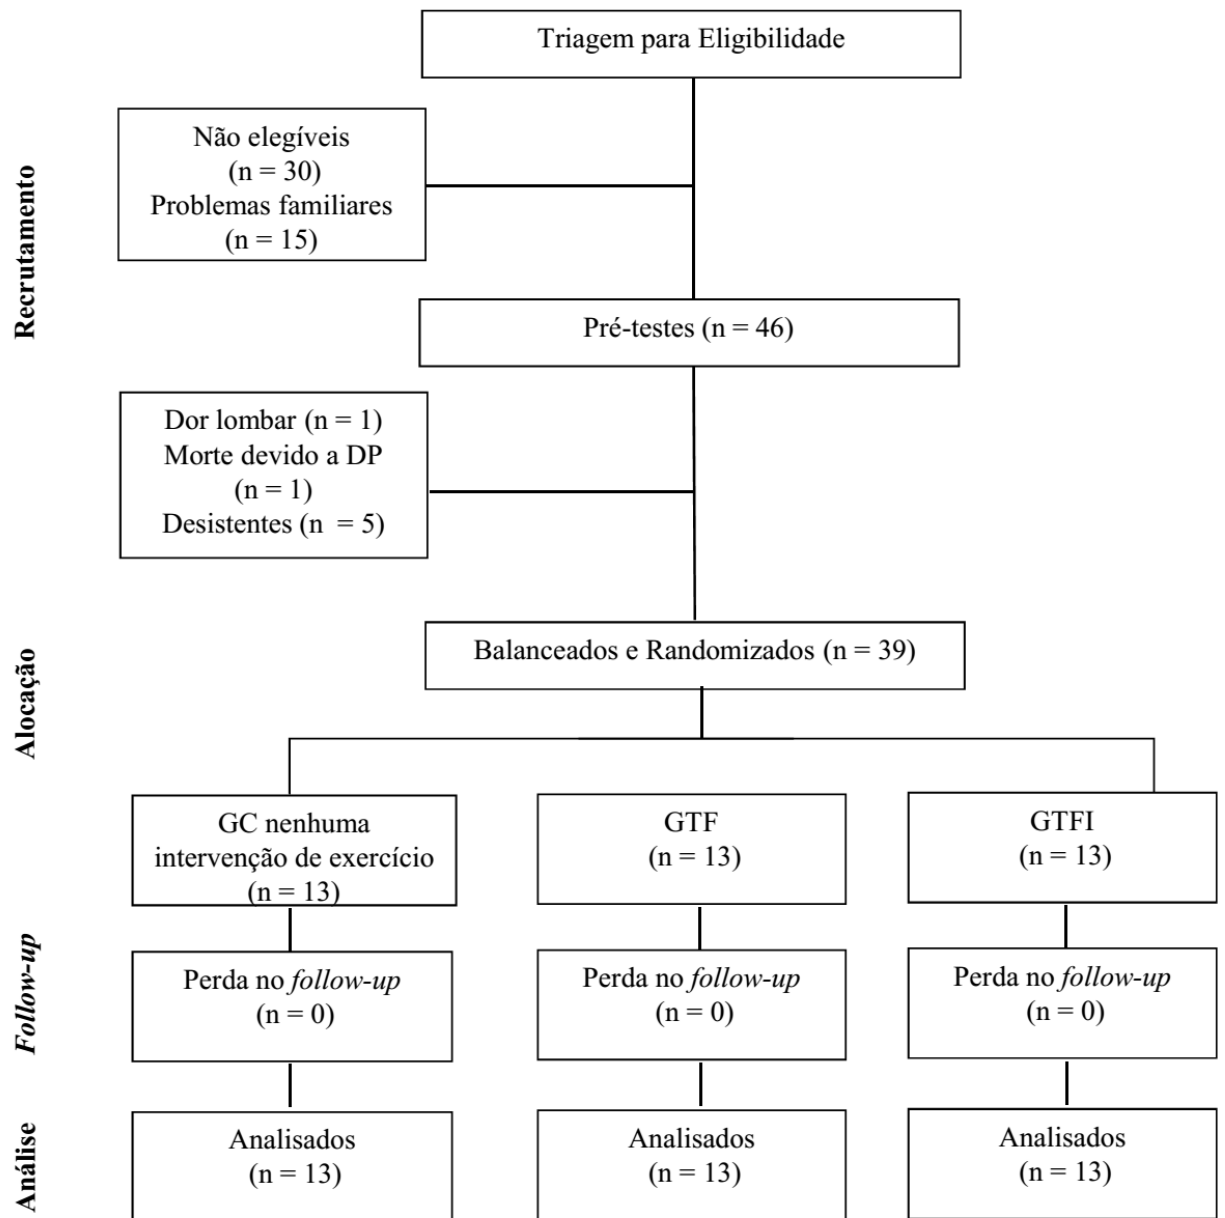 Triagem para Eligibilidade
Recrutamento
Não elegíveis
(n = 30)
Problemas familiares
(n = 15)
Pré-testes (n = 46)
Dor lombar (n = 1)
Morte devido a DP
(n = 1)
Desistentes (n = 5)
Alocação
Balanceados e Randomizados (n = 39)
GC nenhuma
intervenção de exercício
(n = 13)
GTF
(n = 13)
GTFI
(n = 13)
Follow-up
Perda no follow-up
(n = 0)
Perda no follow-up
(n = 0)
Perda no follow-up
(n = 0)
Análise
Analisados
(n = 13)
Analisados
(n = 13)
Analisados
(n = 13)